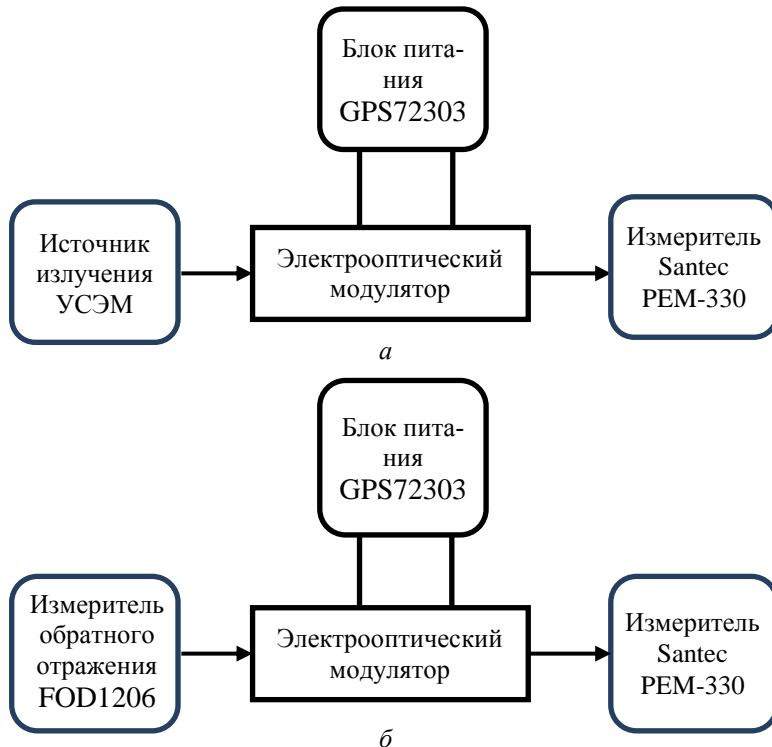 Блок пита-
ния
GPS72303
Источник
излучения
УСЭМ
Электрооптический
модулятор
Измеритель
Santec
PEM-330
а
Блок пита-
ния
GPS72303
Измеритель
обратного
отражения
FOD1206
Электрооптический
модулятор
Измеритель
Santec
PEM-330
б